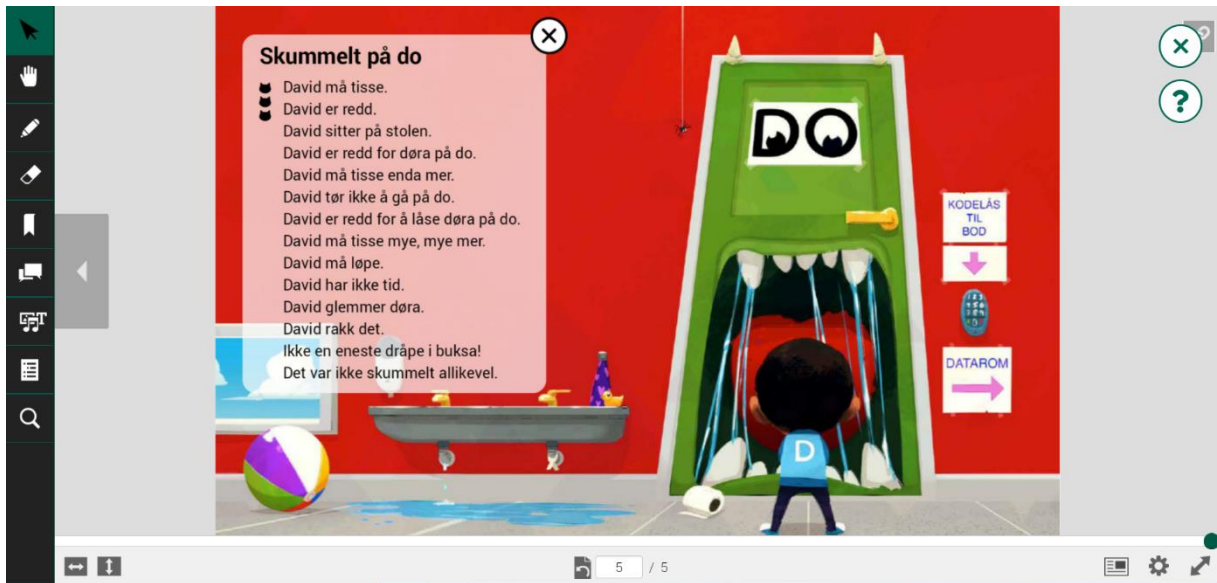 Skummelt på do
David må tisse.
David er redd.
David sitter på stolen.
David er redd for døra på do.
David må tisse enda mer.
David tør ikke å gå på do.
David er redd for å låse døra på do.
David må tisse mye, mye mer.
David må løpe.
David har ikke tid.
David glemmer døra.
David rakk det.
Ikke en eneste dråpe i buksa!
Det var ikke skummelt allikevel.
DO
KODELÅS
TIL
BOD
DATAROM
D
?
5 / 5